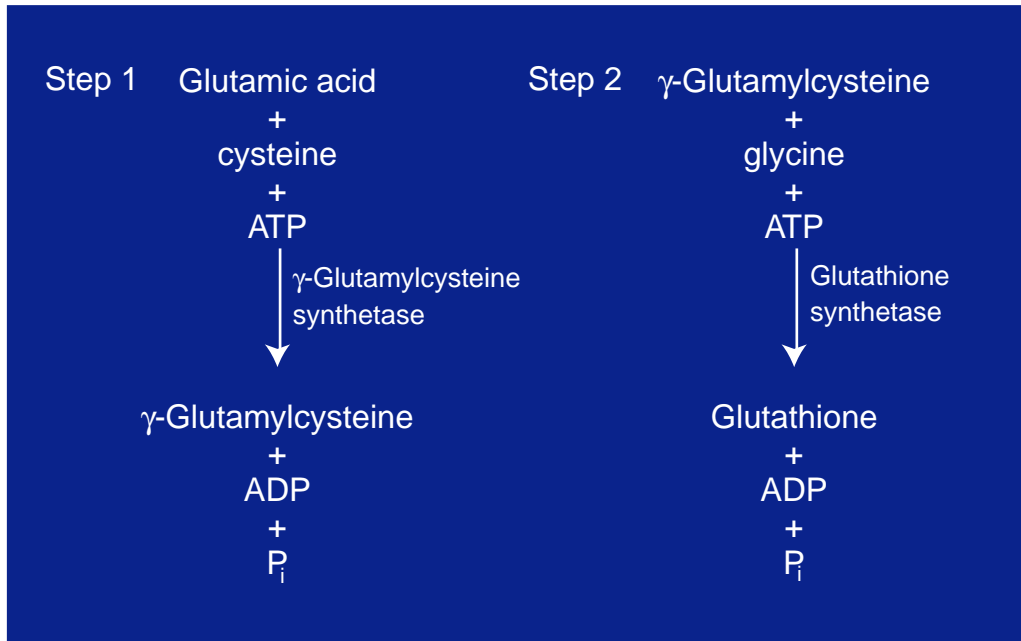 Step 1
Glutamic acid
+
cysteine
+
ATP
γ-Glutamylcysteine
synthetase
γ-Glutamylcysteine
+
ADP
+
Pi
Step 2
γ-Glutamylcysteine
+
glycine
+
ATP
Glutathione
synthetase
Glutathione
+
ADP
+
Pi